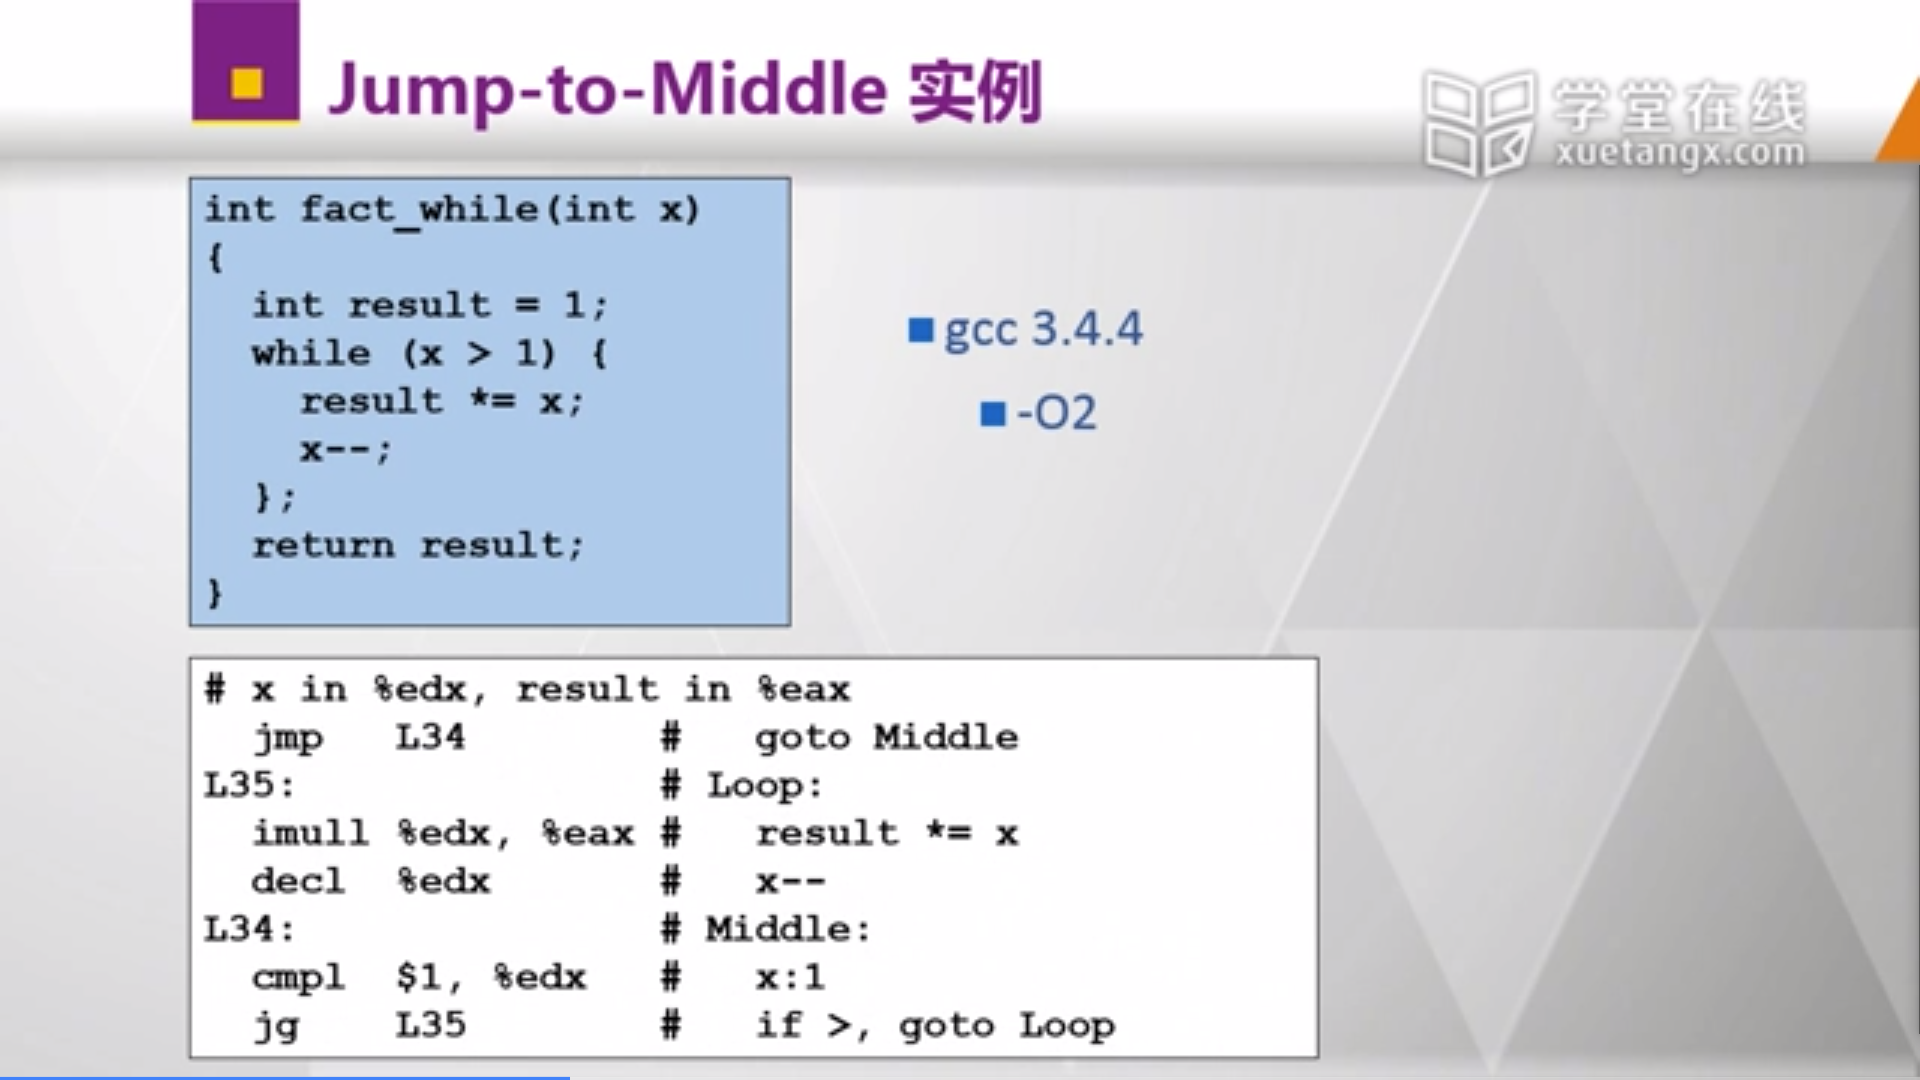 Jump-to-Middle 实例
学堂在线
xuetangx.com
int fact_while(int x)
{
  int result = 1;
  while (x > 1) {
    result *= x;
    x--;
  };
  return result;
}
gcc 3.4.4
-O2
# x in %edx, result in %eax
  jmp   L34        #   goto Middle
L35:               # Loop:
  imull %edx, %eax #   result *= x
  decl  %edx       #   x--
L34:               # Middle:
  cmpl  $1, %edx   #   x:1
  jg    L35        #   if >, goto Loop